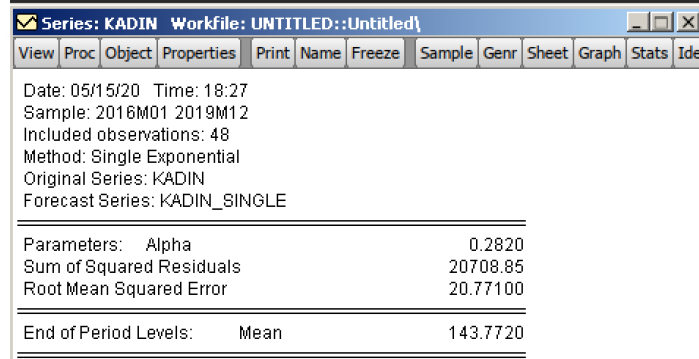 Series: KADIN Workfile: UNTITLED::Untitled\
View Proc Object Properties Print Name Freeze Sample Genr Sheet Graph Stats Ide
Date: 05/15/20 Time: 18:27
Sample: 2016M01 2019M12
Included observations: 48
Method: Single Exponential
Original Series: KADIN
Forecast Series: KADIN_SINGLE
Parameters: Alpha 0.2820
Sum of Squared Residuals 20708.85
Root Mean Squared Error 20.77100
End of Period Levels: Mean 143.7720